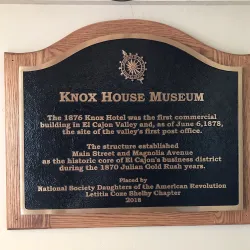 KNOX HOUSE MUSEUM
The 1876 Knox Hotel was the first commercial
building in El Cajon Valley and, as of June 6,1878,
the site of the valley's first post office.
The structure established
Main Street and Magnolia Avenue
as the historic core of El Cajon's business district
during the 1870 Julian Gold Rush years.
Placed by
National Society Daughters of the American Revolution
Letitia Coxe Shelby Chapter
2018